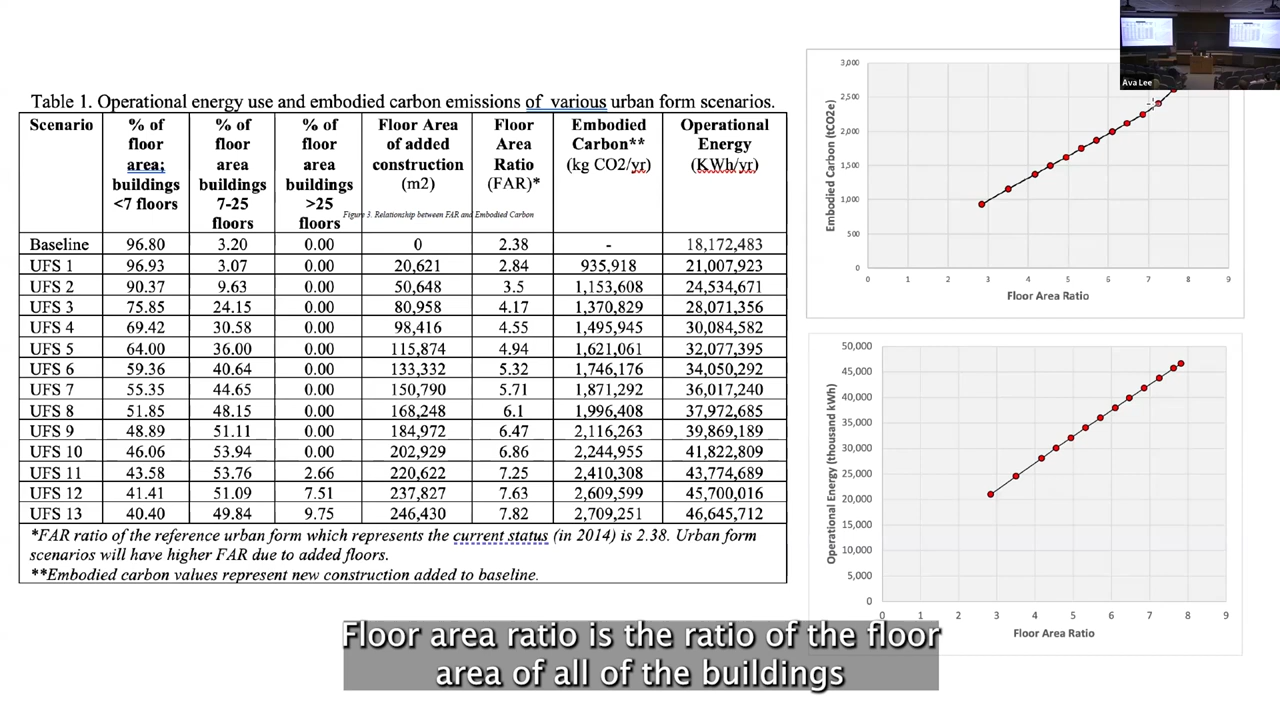 Table 1. Operational energy use and embodied carbon emissions of various urban form scenarios.
Scenario % of floor area; buildings <7 floors % of floor area buildings 7-25 floors % of floor area buildings >25 floors Floor Area of added construction (m2) Floor Area Ratio (FAR)* Embodied Carbon** (kg CO2/yr) Operational Energy (KWh/yr)
Figure 3. Relationship between FAR and Embodied Carbon
Baseline 96.80 3.20 0.00 0 2.38 - 18,172,483
UFS 1 96.93 3.07 0.00 20,621 2.84 935,918 21,007,923
UFS 2 90.37 9.63 0.00 50,648 3.5 1,153,608 24,534,671
UFS 3 75.85 24.15 0.00 80,958 4.17 1,370,829 28,071,356
UFS 4 69.42 30.58 0.00 98,416 4.55 1,495,945 30,084,582
UFS 5 64.00 36.00 0.00 115,874 4.94 1,621,061 32,077,395
UFS 6 59.36 40.64 0.00 133,332 5.32 1,746,176 34,050,292
UFS 7 55.35 44.65 0.00 150,790 5.71 1,871,292 36,017,240
UFS 8 51.85 48.15 0.00 168,248 6.1 1,996,408 37,972,685
UFS 9 48.89 51.11 0.00 184,972 6.47 2,116,263 39,869,189
UFS 10 46.06 53.94 0.00 202,929 6.86 2,244,955 41,822,809
UFS 11 43.58 53.76 2.66 220,622 7.25 2,410,308 43,774,689
UFS 12 41.41 51.09 7.51 237,827 7.63 2,609,599 45,700,016
UFS 13 40.40 49.84 9.75 246,430 7.82 2,709,251 46,645,712
*FAR ratio of the reference urban form which represents the current status (in 2014) is 2.38. Urban form
scenarios will have higher FAR due to added floors.
**Embodied carbon values represent new construction added to baseline.
Embodied Carbon (tCO2e)
3,000
2,500
2,000
1,500
1,000
500
0
0 1 2 3 4 5 6 7 8 9
Floor Area Ratio
Ava Lee
Operational Energy (thousand kWh)
50,000
45,000
40,000
35,000
30,000
25,000
20,000
15,000
10,000
5,000
0
0 1 2 3 4 5 6 7 8 9
Floor Area Ratio
Floor area ratio is the ratio of the floor
area of all of the buildings